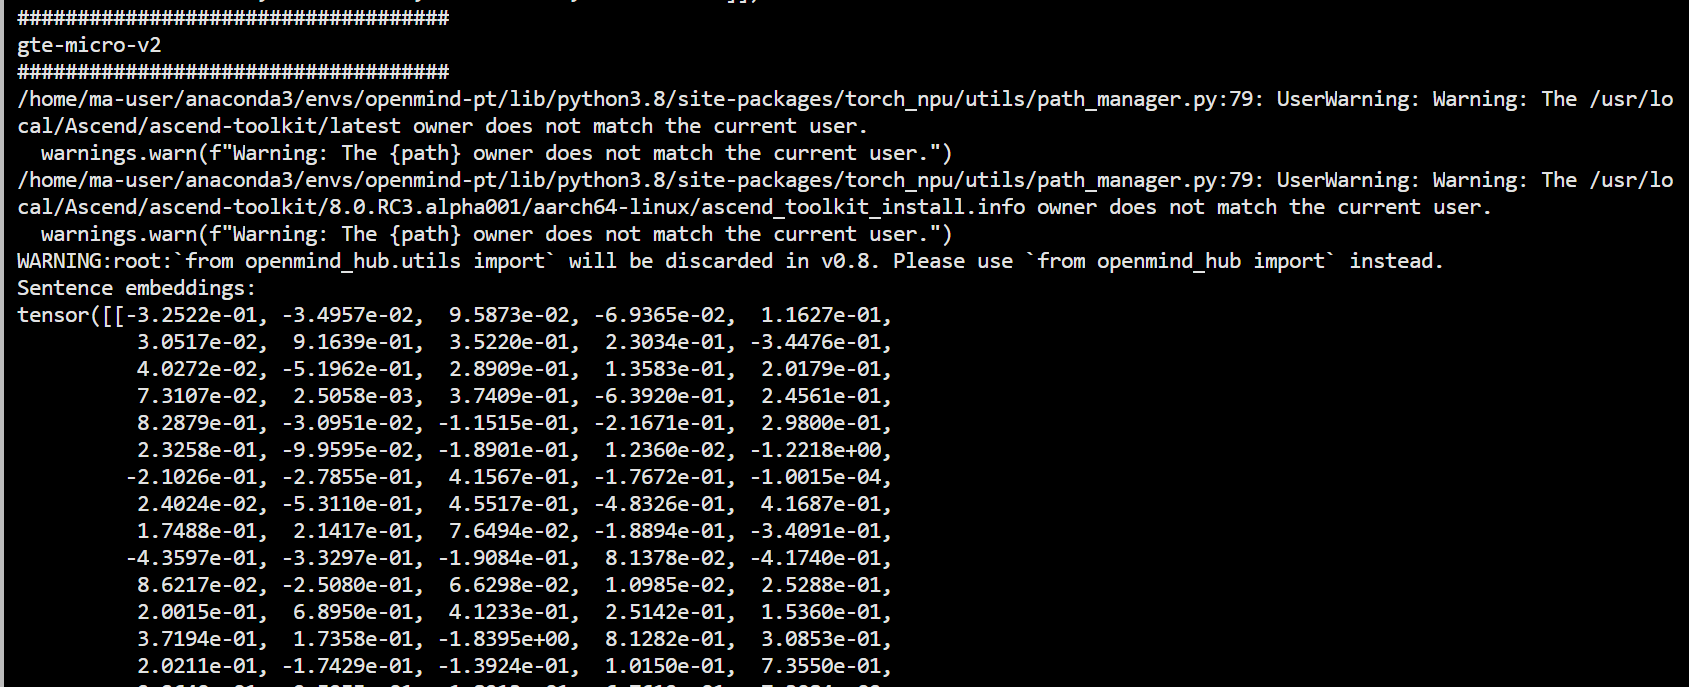 ####################################
gte-micro-v2
####################################
/home/ma-user/anaconda3/envs/openmind-pt/lib/python3.8/site-packages/torch_npu/utils/path_manager.py:79: UserWarning: Warning: The /usr/lo
cal/Ascend/ascend-toolkit/latest owner does not match the current user.
  warnings.warn(f"Warning: The {path} owner does not match the current user.")
/home/ma-user/anaconda3/envs/openmind-pt/lib/python3.8/site-packages/torch_npu/utils/path_manager.py:79: UserWarning: Warning: The /usr/lo
cal/Ascend/ascend-toolkit/8.0.RC3.alpha001/aarch64-linux/ascend_toolkit_install.info owner does not match the current user.
  warnings.warn(f"Warning: The {path} owner does not match the current user.")
WARNING:root:`from openmind_hub.utils import` will be discarded in v0.8. Please use `from openmind_hub import` instead.
Sentence embeddings:
tensor([[-3.2522e-01, -3.4957e-02,  9.5873e-02, -6.9365e-02,  1.1627e-01,
          3.0517e-02,  9.1639e-01,  3.5220e-01,  2.3034e-01, -3.4476e-01,
          4.0272e-02, -5.1962e-01,  2.8909e-01,  1.3583e-01,  2.0179e-01,
          7.3107e-02,  2.5058e-03,  3.7409e-01, -6.3920e-01,  2.4561e-01,
          8.2879e-01, -3.0951e-02, -1.1515e-01, -2.1671e-01,  2.9800e-01,
          2.3258e-01, -9.9595e-02, -1.8901e-01,  1.2360e-02, -1.2218e+00,
         -2.1026e-01, -2.7855e-01,  4.1567e-01, -1.7672e-01, -1.0015e-04,
          2.4024e-02, -5.3110e-01,  4.5517e-01, -4.8326e-01,  4.1687e-01,
          1.7488e-01,  2.1417e-01,  7.6494e-02, -1.8894e-01, -3.4091e-01,
         -4.3597e-01, -3.3297e-01, -1.9084e-01,  8.1378e-02, -4.1740e-01,
          8.6217e-02, -2.5080e-01,  6.6298e-02,  1.0985e-02,  2.5288e-01,
          2.0015e-01,  6.8950e-01,  4.1233e-01,  2.5142e-01,  1.5360e-01,
          3.7194e-01,  1.7358e-01, -1.8395e+00,  8.1282e-01,  3.0853e-01,
          2.0211e-01, -1.7429e-01, -1.3924e-01,  1.0150e-01,  7.3550e-01,